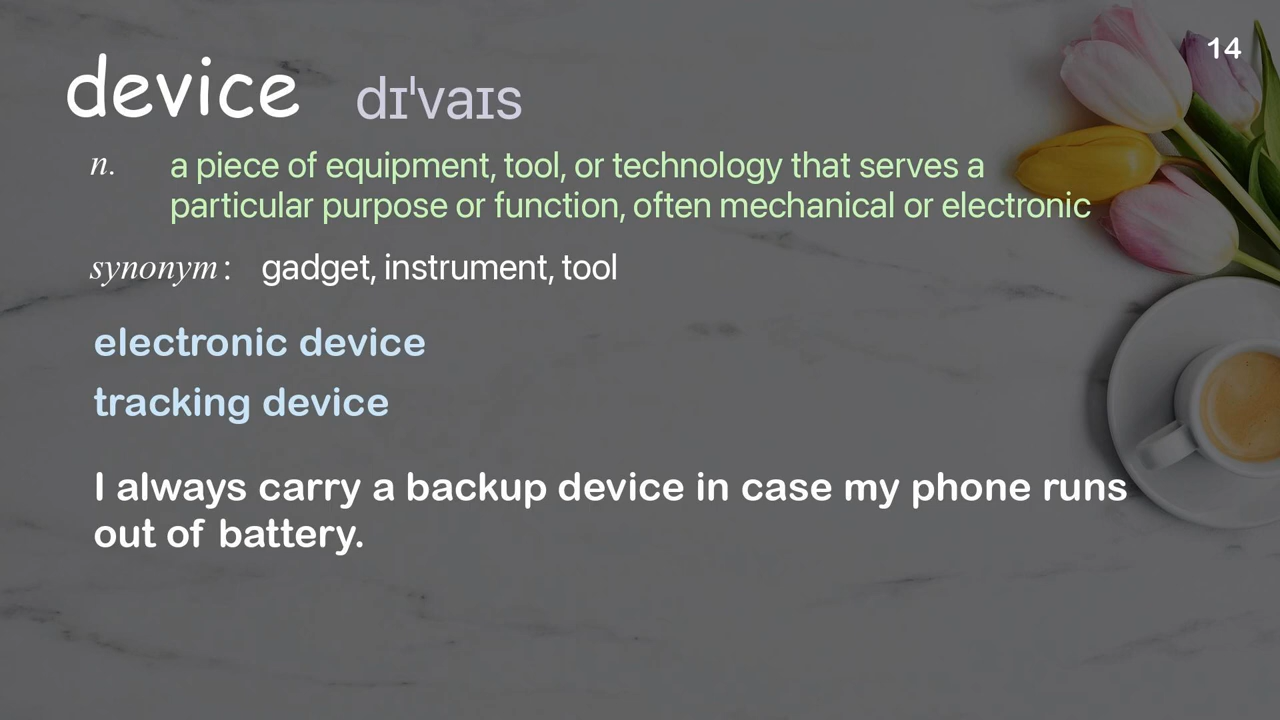 14
device dɪˈvaɪs
n. a piece of equipment, tool, or technology that serves a
particular purpose or function, often mechanical or electronic
synonym: gadget, instrument, tool
electronic device
tracking device
I always carry a backup device in case my phone runs
out of battery.